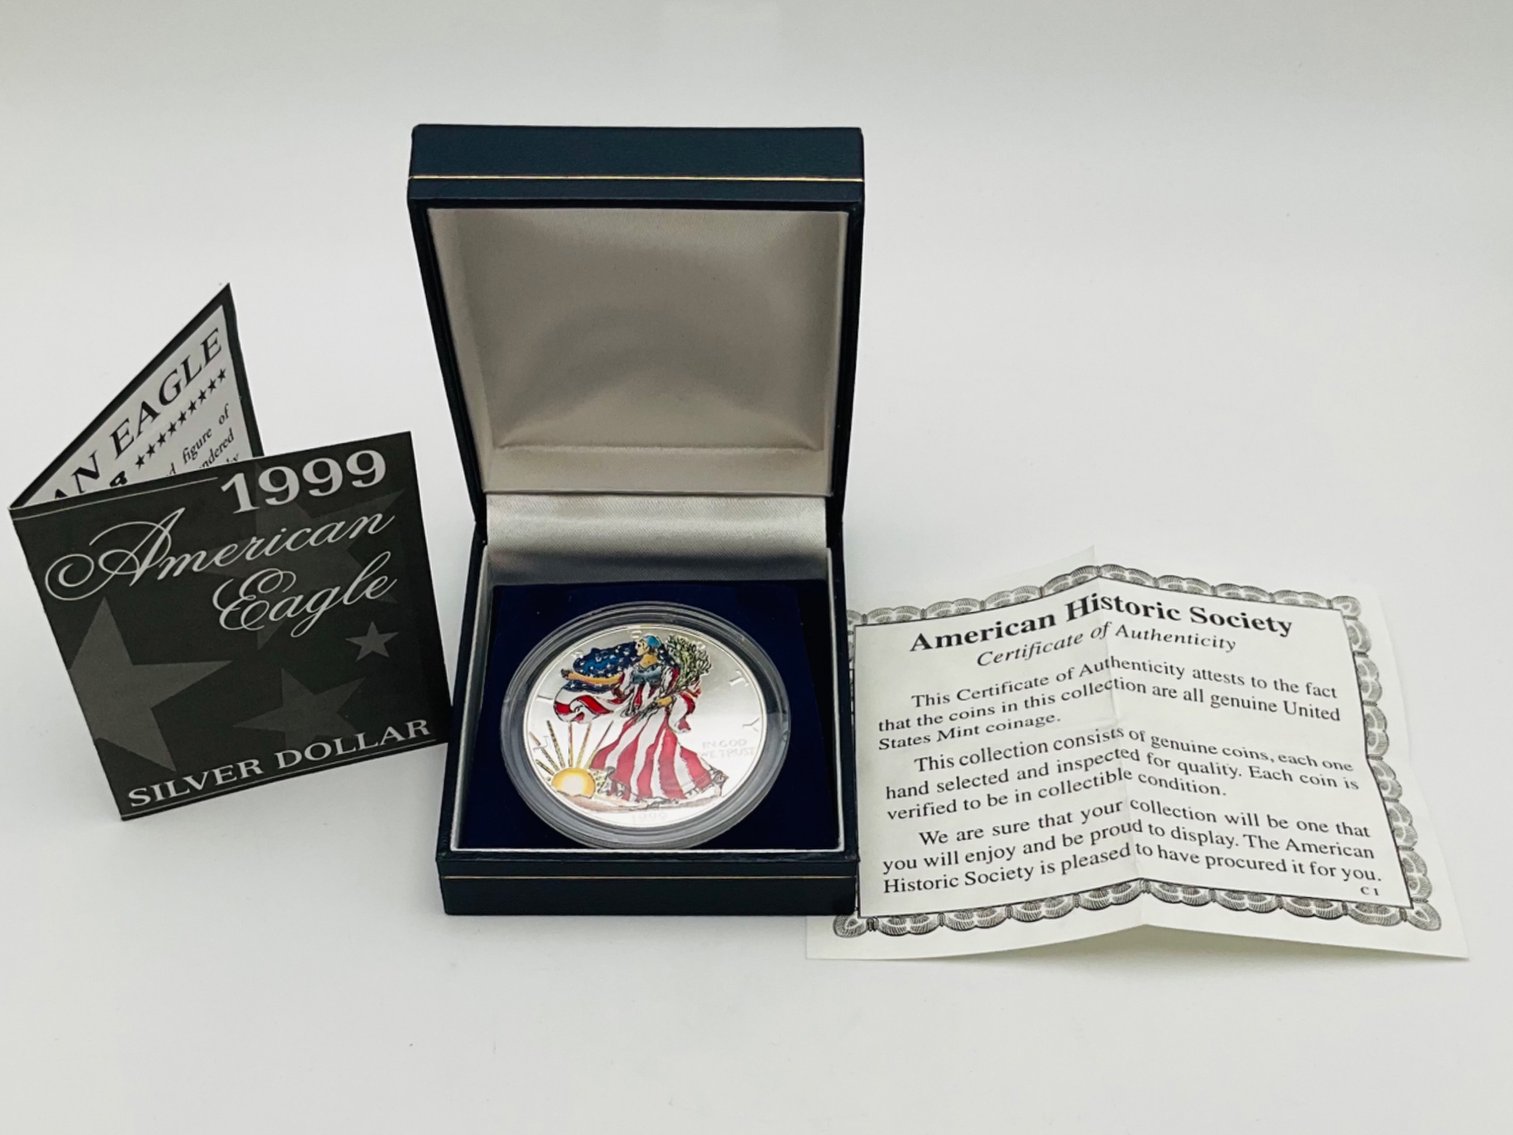 AN EAGLE
figure of
1999
American
Eagle
SILVER DOLLAR
L I T Y
IN GOD
WE TRUST
1999
American Historic Society
Certificate of Authenticity
This Certificate of Authenticity attests to the fact
that the coins in this collection are all genuine United
States Mint coinage.
This collection consists of genuine coins, each one
hand selected and inspected for quality. Each coin is
verified to be in collectible condition.
We are sure that your collection will be one that
you will enjoy and be proud to display. The American
Historic Society is pleased to have procured it for you.
C1